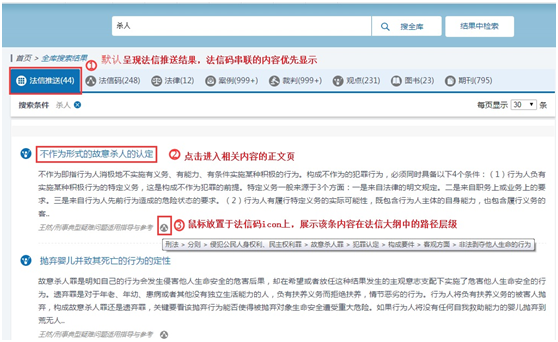 杀人
搜全库
结果中检索
首页 > 全库搜索结果
① 默认呈现法信推送结果，法信码串联的内容优先显示
法信推送(44) 法信码(248) 法律(12) 案例(999+) 裁判(999+) 观点(231) 图书(23) 期刊(795)
搜索条件 杀人
每页显示 30 条
不作为形式的故意杀人的认定
② 点击进入相关内容的正文页
不作为即指行为人消极地不实施有义务、有能力、有条件实施某种积极的行为。构成不作为的犯罪行为，必须同时具备以下4个条件：（1）行为人负有
实施某种积极行为的特定义务，这是构成不作为犯罪的前提。特定义务一般来源于3个方面：一是来自法律的明文规定。二是来自职务上或业务上的要
求。三是来自行为人先前行为造成的危险状态的要求。（2）行为人有履行特定义务的实际可能性，既包含行为人主体的自身能力，也包含履行义务的
客..
王然/刑事典型疑难问题适用指导与参考
③ 鼠标放置于法信码icon上，展示该条内容在法信大纲中的路径层级
刑法 > 分则 > 侵犯公民人身权利、民主权利罪 > 故意杀人罪 > 犯罪认定 > 构成要件 > 客观方面 > 非法剥夺他人生命的行为
抛弃婴儿并致其死亡的行为的定性
故意杀人罪是明知自己的行为会发生侵害他人生命安全的危害后果，却在希望或者放任这种结果发生的主观意志支配下实施了危害他人生命安全的行
为。遗弃罪是对于年老、年幼、患病或者其他没有独立生活能力的人，负有扶养义务而拒绝扶养，情节恶劣的行为。行为人将负有扶养义务的被害人抛
弃，构成故意杀人罪还是遗弃罪，关键要看该抛弃行为能否使得被抛弃对象生命安全遭受重大危险。如果行为人将没有任何自我救助能力的婴儿抛弃到
荒无人..
王然/刑事典型疑难问题适用指导与参考